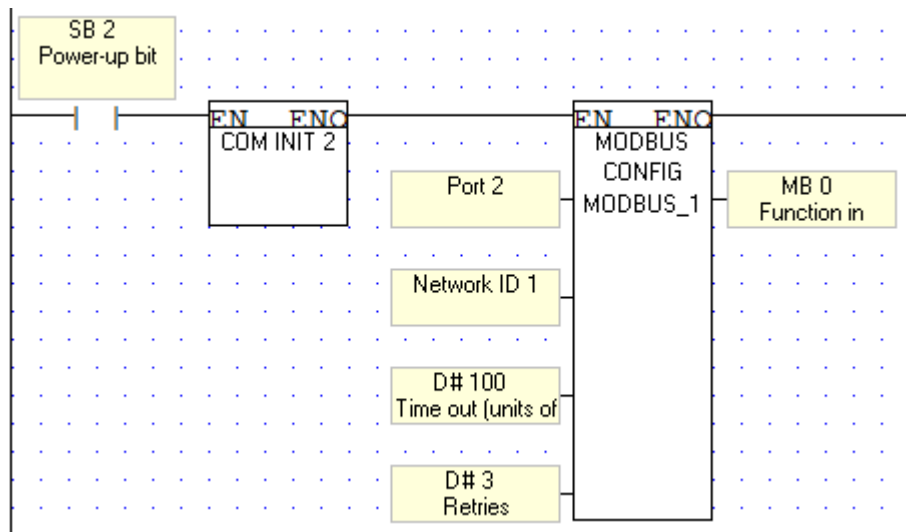 SB 2
Power-up bit
EN ENO
COM INIT 2
EN ENO
MODBUS
CONFIG
MODBUS_1
Port 2
MB 0
Function in
Network ID 1
D# 100
Time out (units of
D# 3
Retries